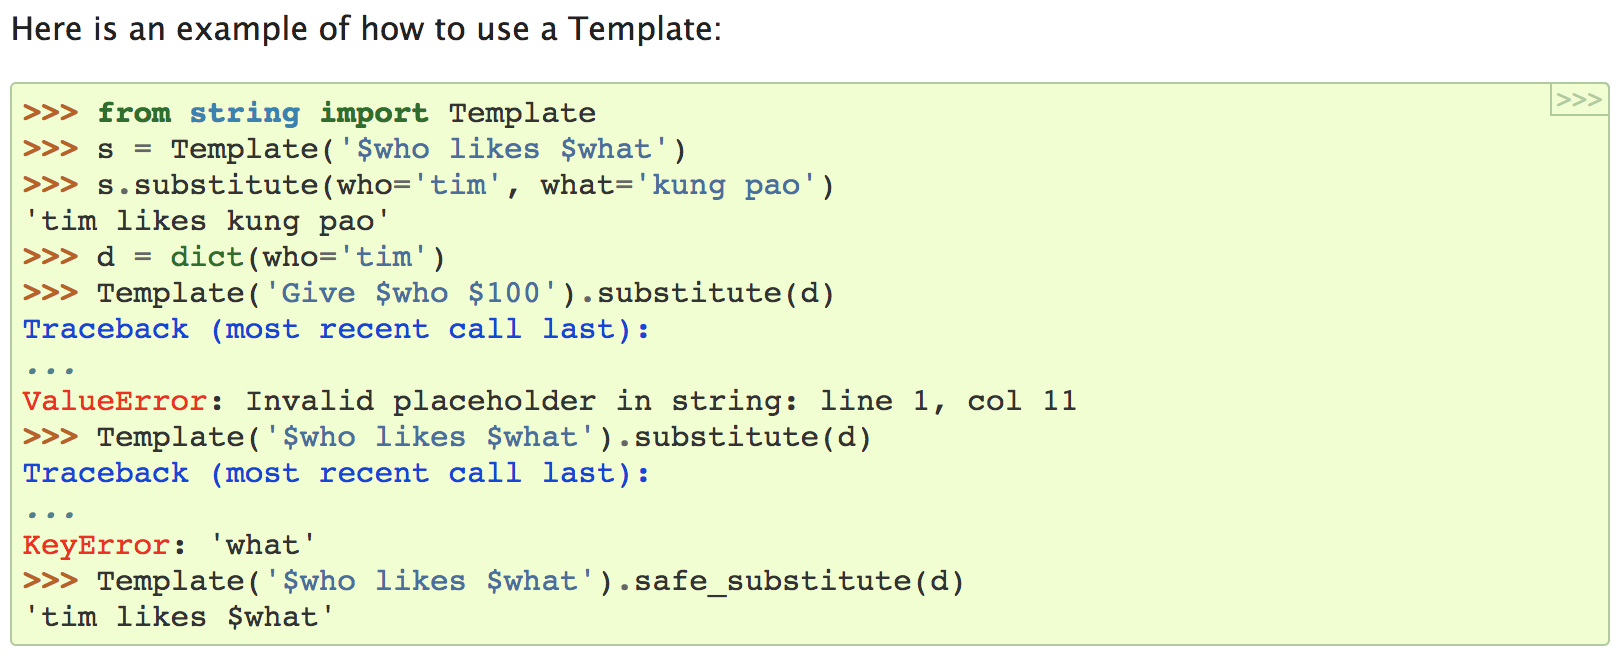 Here is an example of how to use a Template:
>>>
>>> from string import Template
>>> s = Template('$who likes $what')
>>> s.substitute(who='tim', what='kung pao')
'tim likes kung pao'
>>> d = dict(who='tim')
>>> Template('Give $who $100').substitute(d)
Traceback (most recent call last):
...
ValueError: Invalid placeholder in string: line 1, col 11
>>> Template('$who likes $what').substitute(d)
Traceback (most recent call last):
...
KeyError: 'what'
>>> Template('$who likes $what').safe_substitute(d)
'tim likes $what'